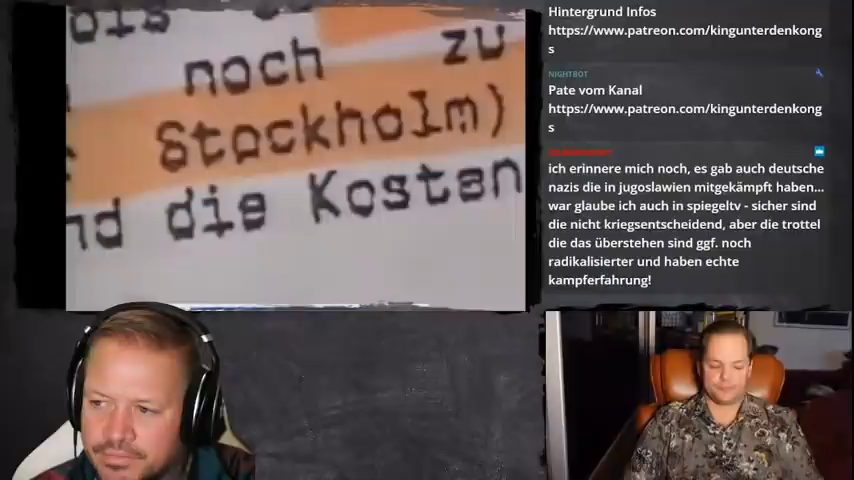 noch zu
Stockholm)
die Kosten
Hintergrund Infos
https://www.patreon.com/kingunterdenkong
s
NIGHTBOT
Pate vom Kanal
https://www.patreon.com/kingunterdenkong
s
ich erinnere mich noch, es gab auch deutsche
nazis die in jugoslawien mitgekämpft haben...
war glaube ich auch in spiegeltv - sicher sind
die nicht kriegsentscheidend, aber die trottel
die das überstehen sind ggf. noch
radikalisierter und haben echte
kampferfahrung!